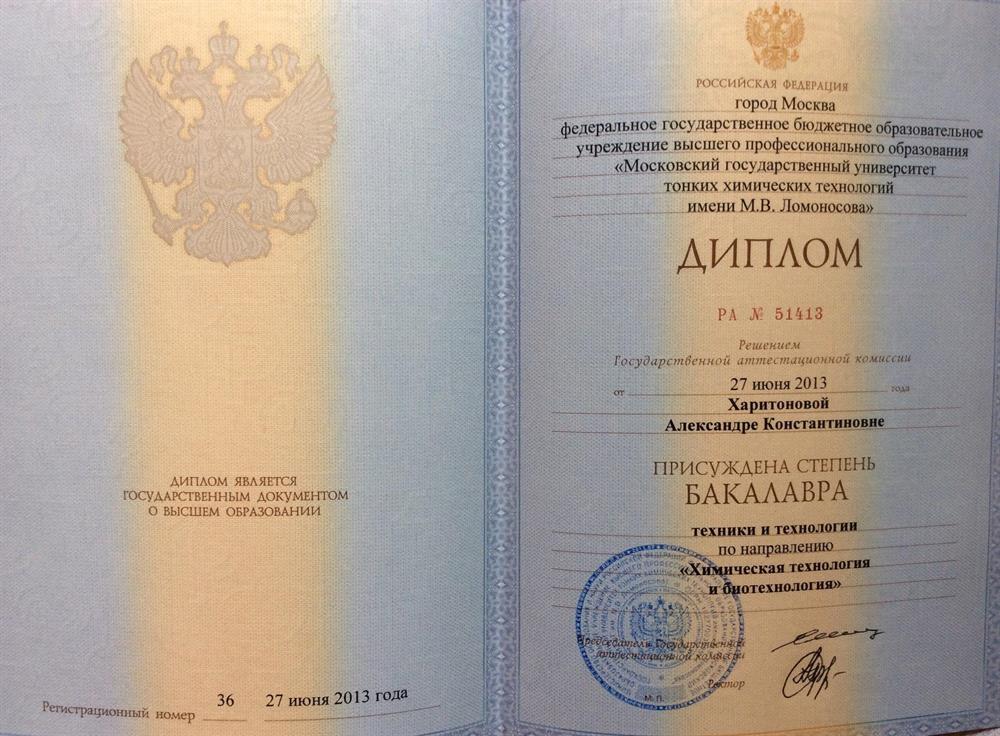 ДИПЛОМ ЯВЛЯЕТСЯ
ГОСУДАРСТВЕННЫМ ДОКУМЕНТОМ
О ВЫСШЕМ ОБРАЗОВАНИИ
Регистрационный номер 36 27 июня 2013 года
РОССИЙСКАЯ ФЕДЕРАЦИЯ
город Москва
федеральное государственное бюджетное образовательное
учреждение высшего профессионального образования
«Московский государственный университет
тонких химических технологий
имени М.В. Ломоносова»
ДИПЛОМ
РА № 51413
Решением
Государственной аттестационной комиссии
от 27 июня 2013 года
Харитоновой
Александре Константиновне
ПРИСУЖДЕНА СТЕПЕНЬ
БАКАЛАВРА
техники и технологии
по направлению
«Химическая технология
и биотехнология»
Председатель Государственной
аттестационной комиссии
Ректор
М.П.